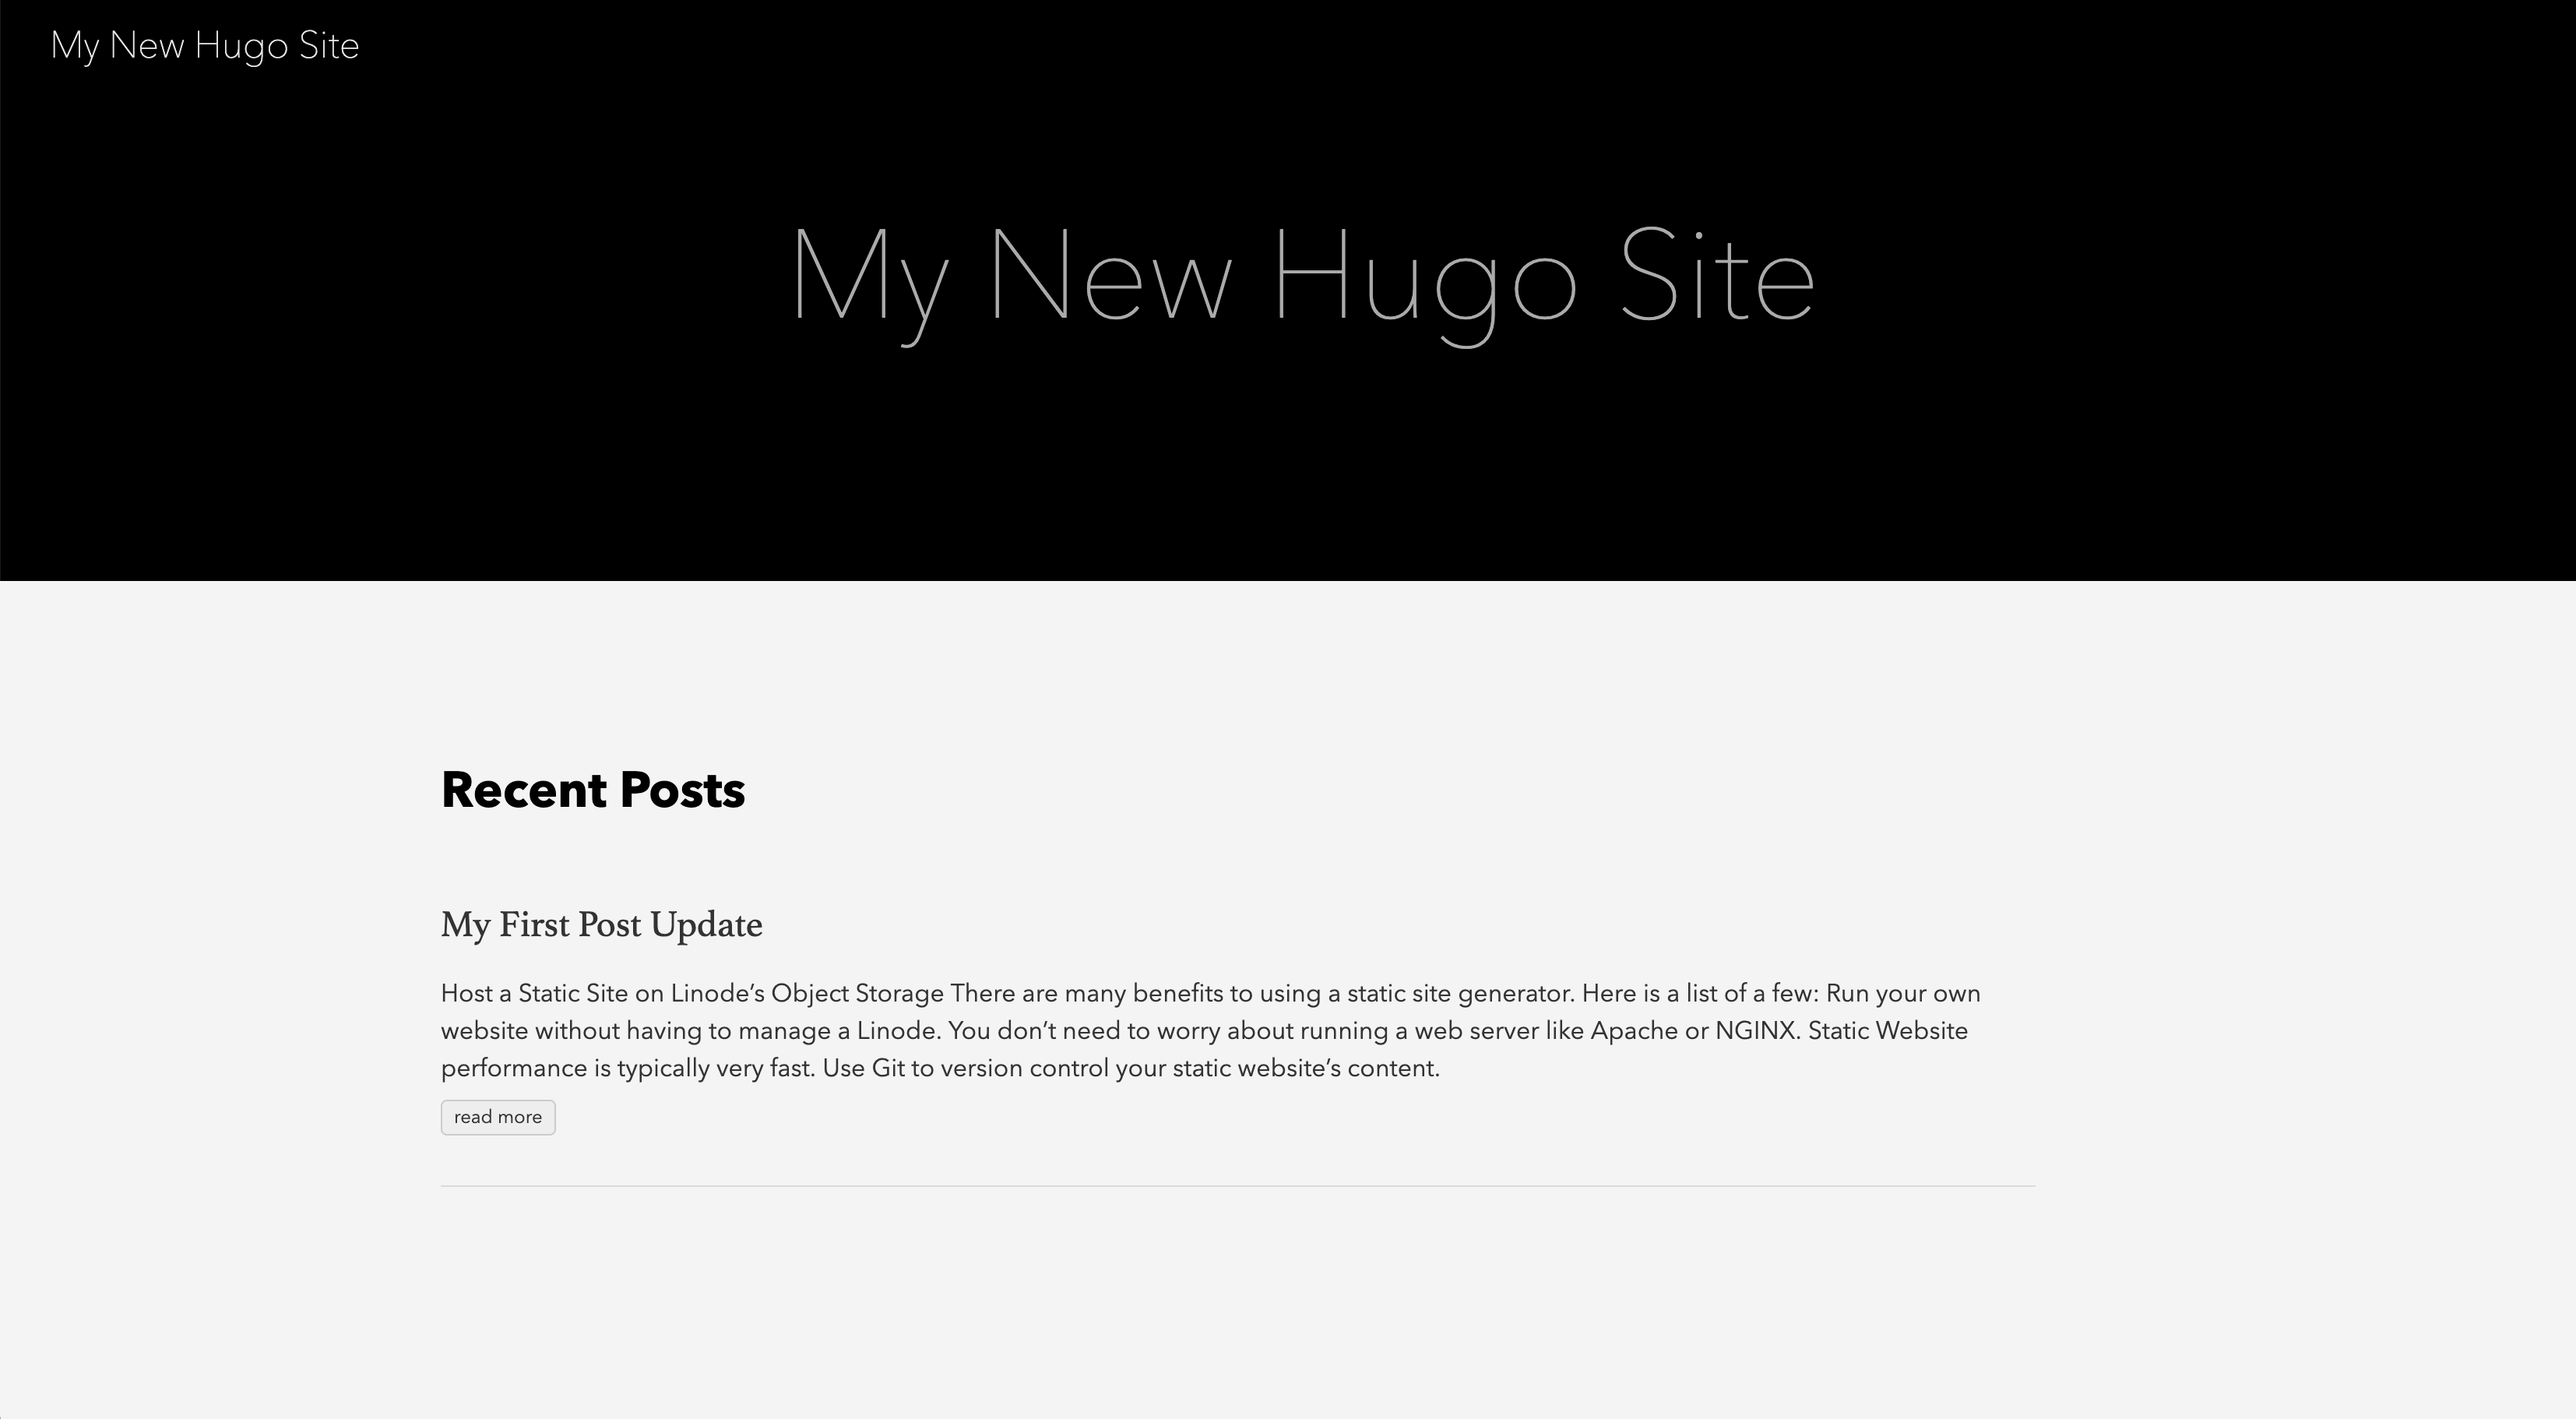 My New Hugo Site
My New Hugo Site
Recent Posts
My First Post Update
Host a Static Site on Linode’s Object Storage There are many benefits to using a static site generator. Here is a list of a few: Run your own
website without having to manage a Linode. You don’t need to worry about running a web server like Apache or NGINX. Static Website
performance is typically very fast. Use Git to version control your static website’s content.
read more